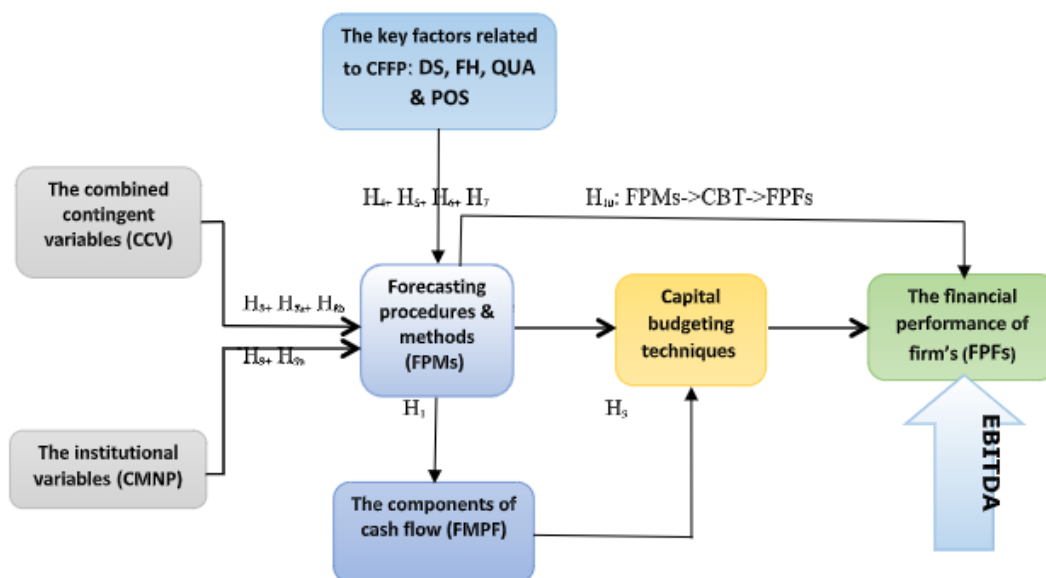 The key factors related
to CFFP: DS, FH, QUA
& POS
The combined
contingent
variables (CCV)
H₄₊ H₅₊ H₆₊ H₇
H₁₀: FPMs->CBT->FPFs
Forecasting
procedures &
methods
(FPMs)
Capital
budgeting
techniques
The financial
performance of
firm's (FPFs)
The institutional
variables (CMNP)
H₁
H₃
EBITDA
The components of
cash flow (FMPF)